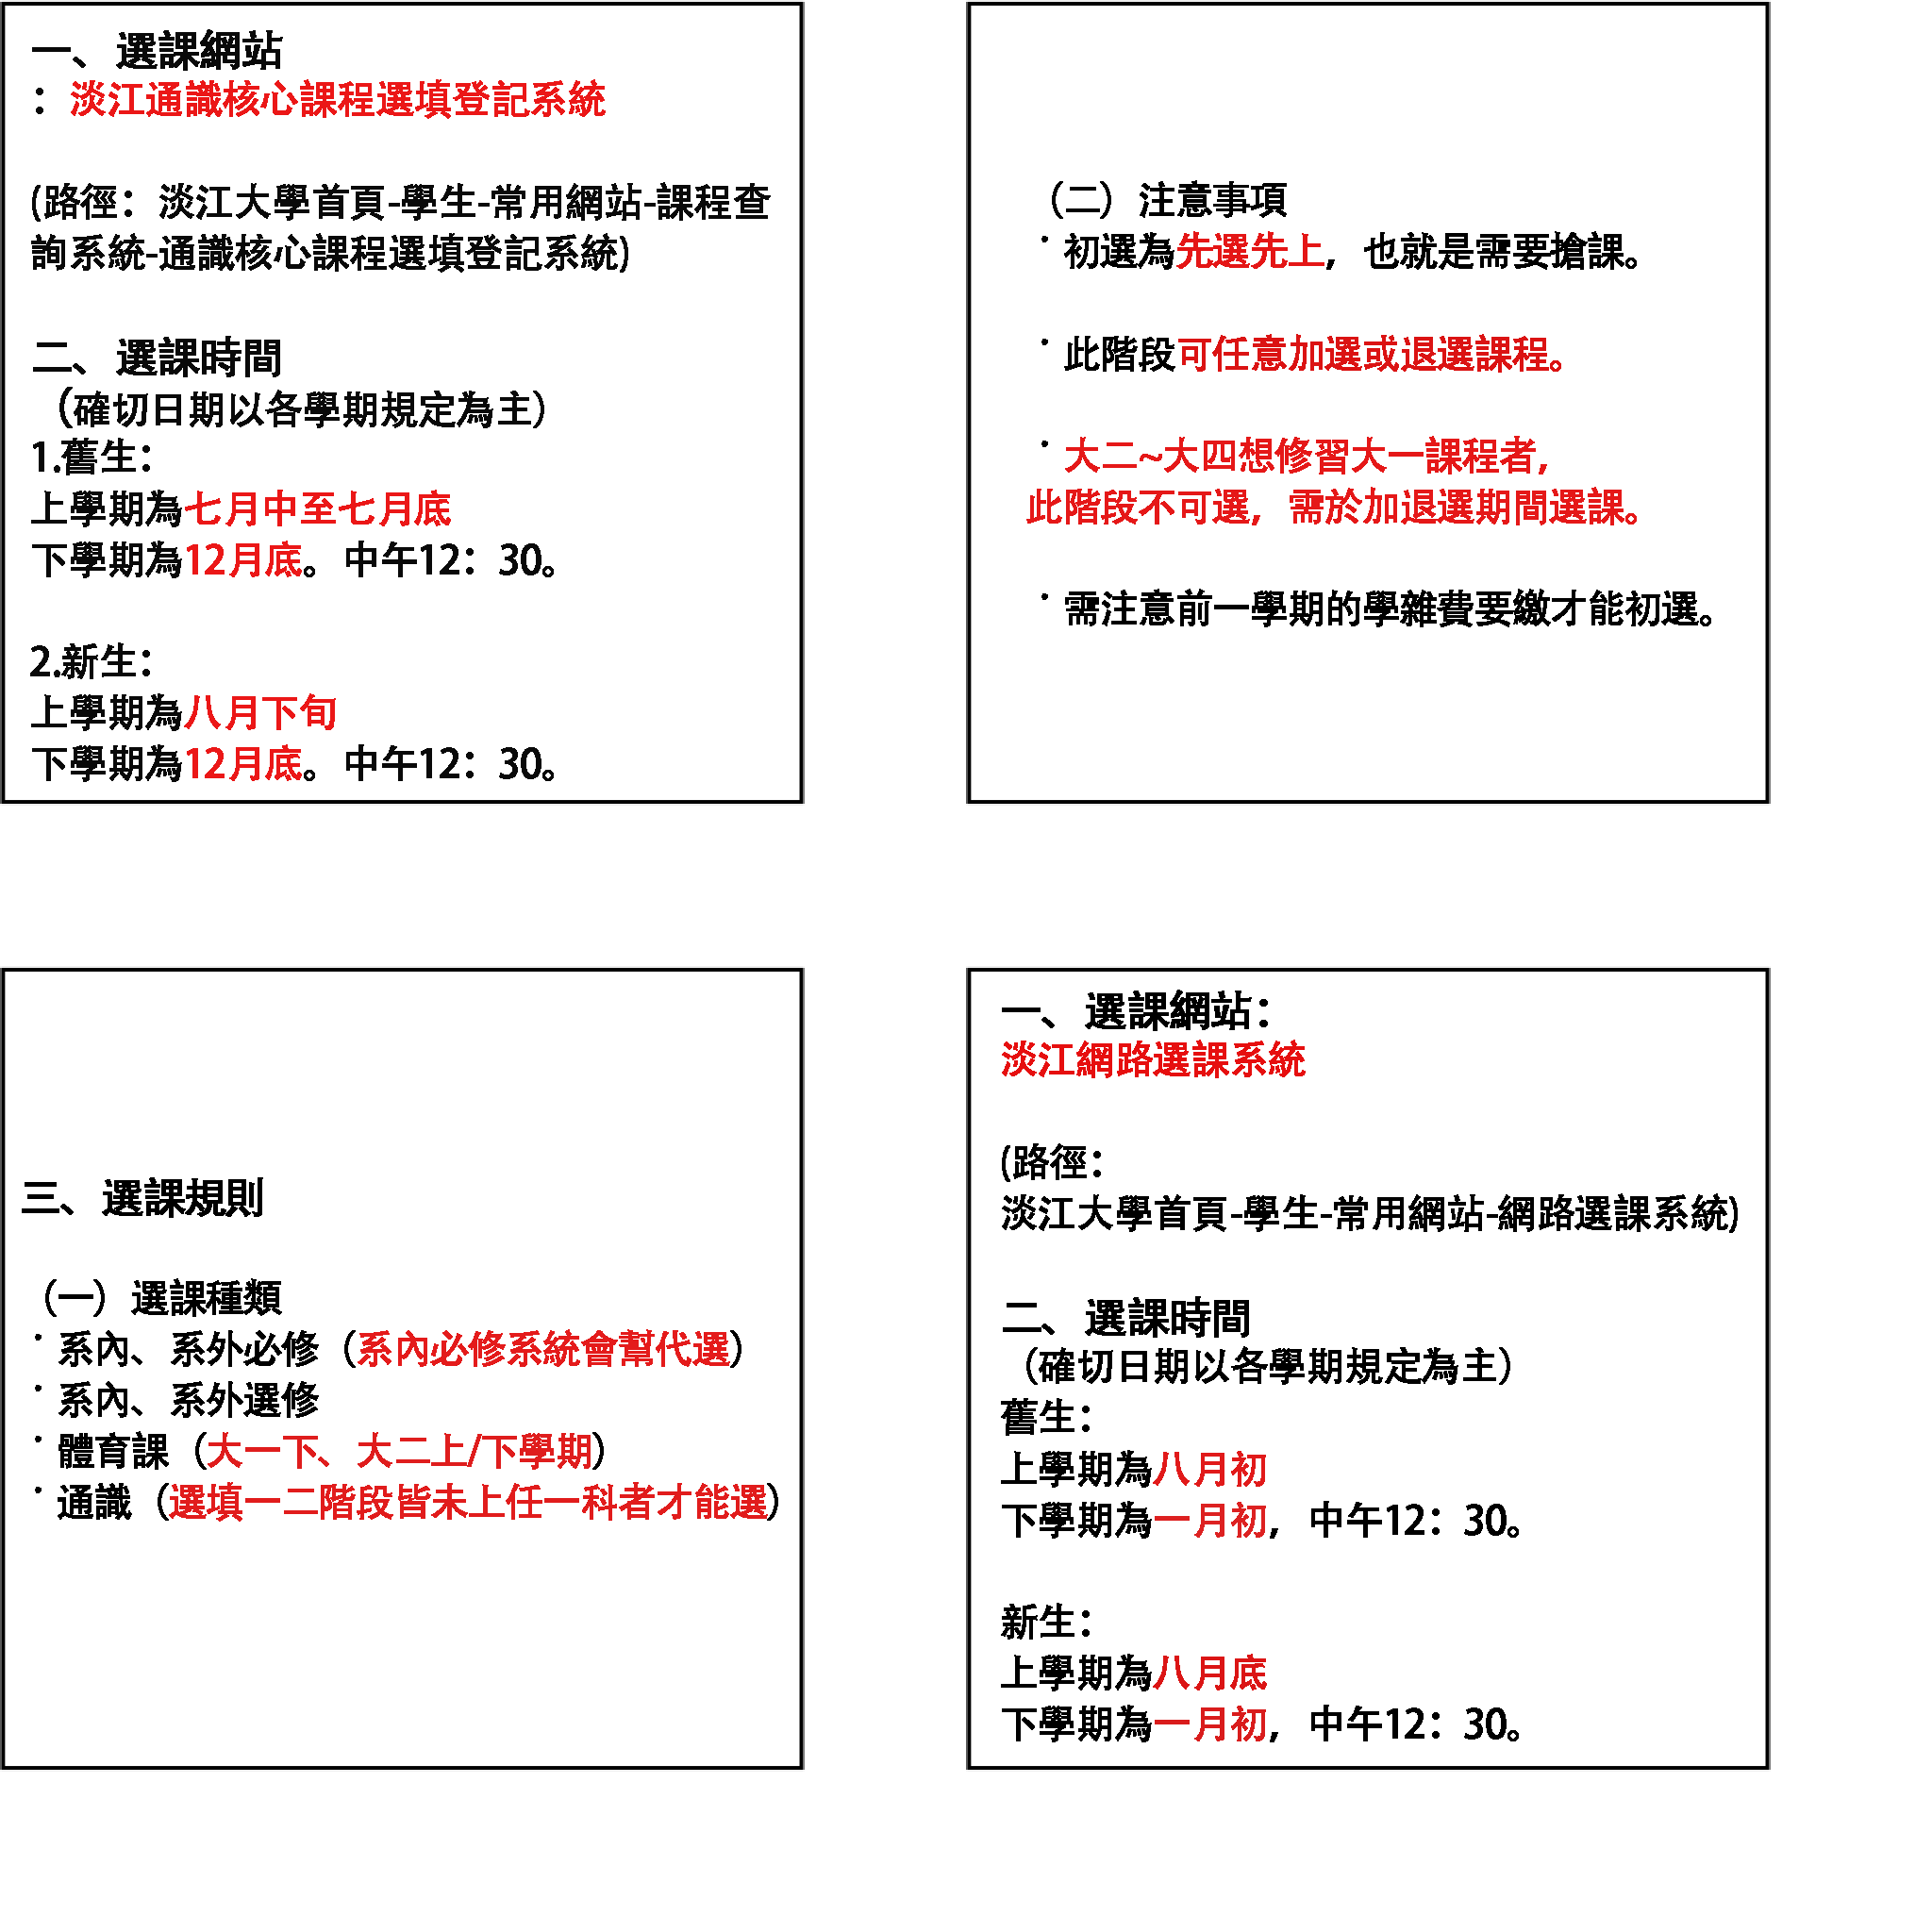 一、選課網站
：淡江通識核心課程選填登記系統
(路徑：淡江大學首頁-學生-常用網站-課程查
詢系統-通識核心課程選填登記系統)
二、選課時間
（確切日期以各學期規定為主）
1.舊生：
上學期為七月中至七月底
下學期為12月底。中午12：30。
2.新生：
上學期為八月下旬
下學期為12月底。中午12：30。
（二）注意事項
˙初選為先選先上，也就是需要搶課。
˙此階段可任意加選或退選課程。
˙大二~大四想修習大一課程者，
此階段不可選，需於加退選期間選課。
˙需注意前一學期的學雜費要繳才能初選。
三、選課規則
（一）選課種類
˙系內、系外必修（系內必修系統會幫代選）
˙系內、系外選修
˙體育課（大一下、大二上/下學期）
˙通識（選填一二階段皆未上任一科者才能選）
一、選課網站：
淡江網路選課系統
(路徑：
淡江大學首頁-學生-常用網站-網路選課系統)
二、選課時間
（確切日期以各學期規定為主）
舊生：
上學期為八月初
下學期為一月初，中午12：30。
新生：
上學期為八月底
下學期為一月初，中午12：30。